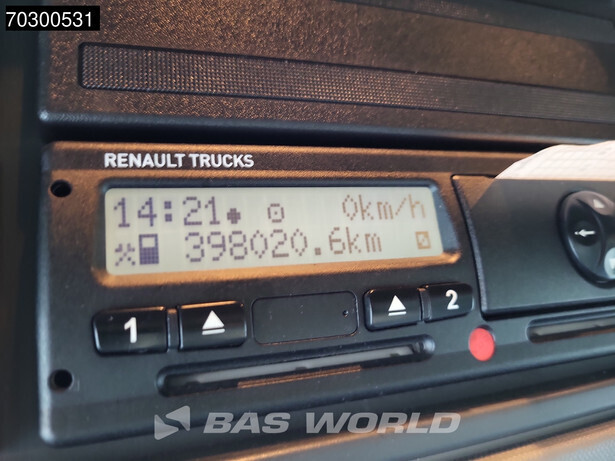 70300531
RENAULT TRUCKS
14:21 0km/h
398020.6km
1 2
BAS WORLD